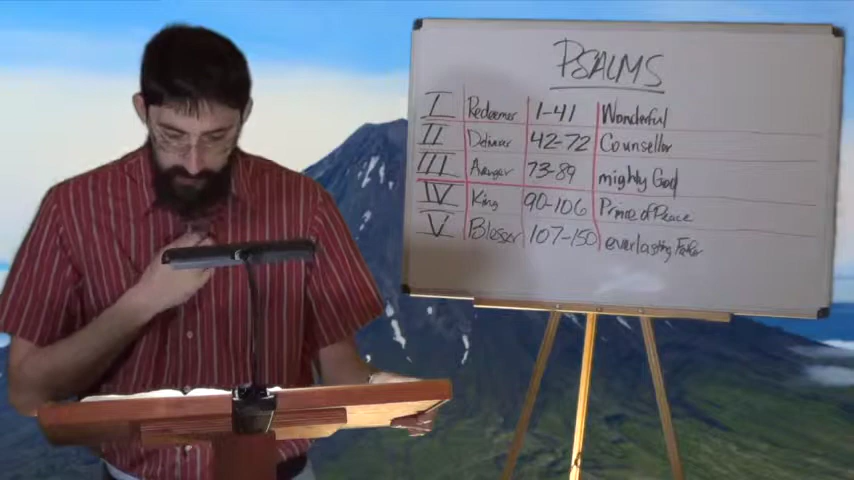 PSALMS
I Redeemer 1-41 Wonderful
II Deliverer 42-72 Counsellor
III Avenger 73-89 mighty God
IV King 90-106 Prince of Peace
V Blesser 107-150 everlasting Father